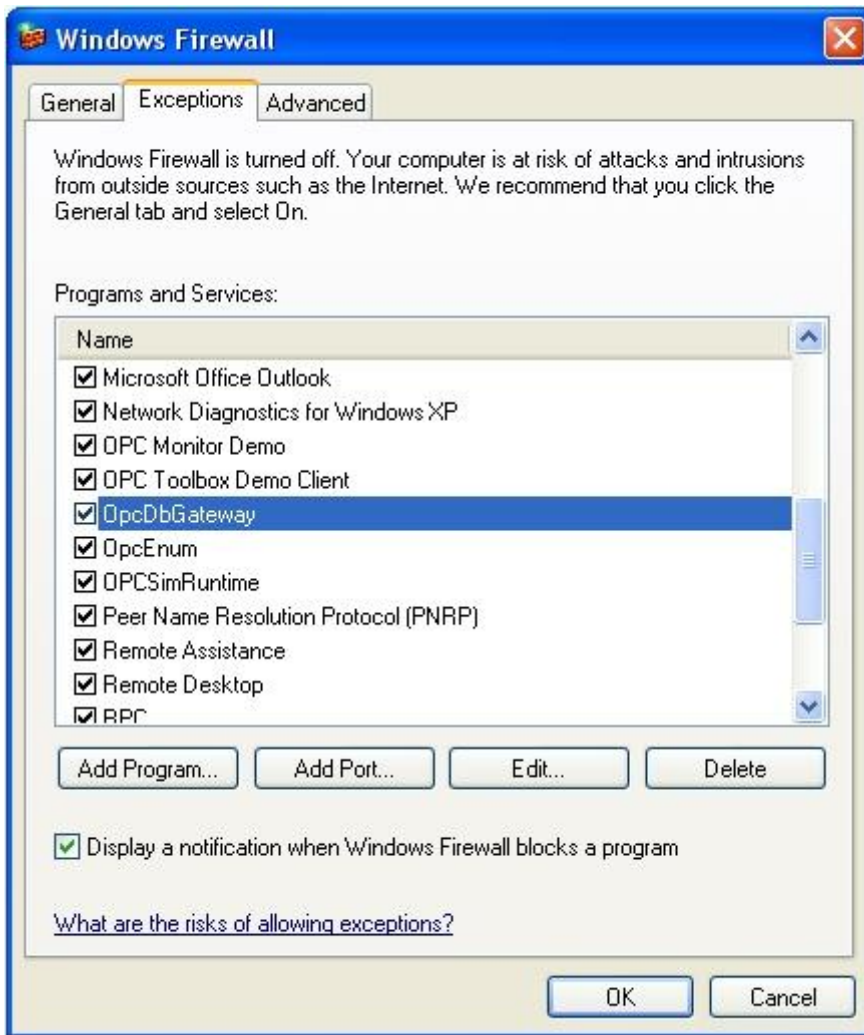 Windows Firewall
General Exceptions Advanced
Windows Firewall is turned off. Your computer is at risk of attacks and intrusions
from outside sources such as the Internet. We recommend that you click the
General tab and select On.
Programs and Services:
Name
Microsoft Office Outlook
Network Diagnostics for Windows XP
OPC Monitor Demo
OPC Toolbox Demo Client
OpcDbGateway
OpcEnum
OPCSimRuntime
Peer Name Resolution Protocol (PNRP)
Remote Assistance
Remote Desktop
RPC
Add Program... Add Port... Edit... Delete
Display a notification when Windows Firewall blocks a program
What are the risks of allowing exceptions?
OK Cancel